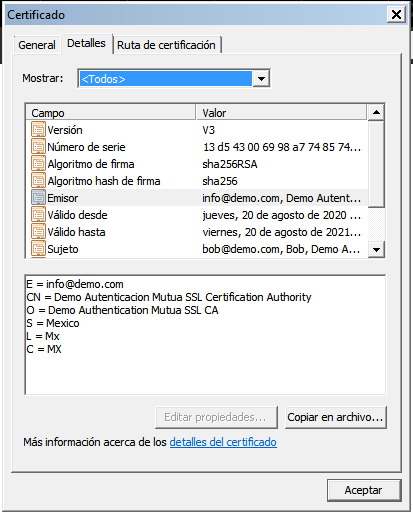 Certificado
General Detalles Ruta de certificación
Mostrar: <Todos>
Campo Valor
Versión V3
Número de serie 13 d5 43 00 69 98 a7 74 85 74...
Algoritmo de firma sha256RSA
Algoritmo hash de firma sha256
Emisor info@demo.com, Demo Autent...
Válido desde jueves, 20 de agosto de 2020 ...
Válido hasta viernes, 20 de agosto de 2021...
Sujeto bob@demo.com, Bob, Demo A...
E = info@demo.com
CN = Demo Autenticacion Mutua SSL Certification Authority
O = Demo Authentication Mutua SSL CA
S = Mexico
L = Mx
C = MX
Editar propiedades... Copiar en archivo...
Más información acerca de los detalles del certificado
Aceptar